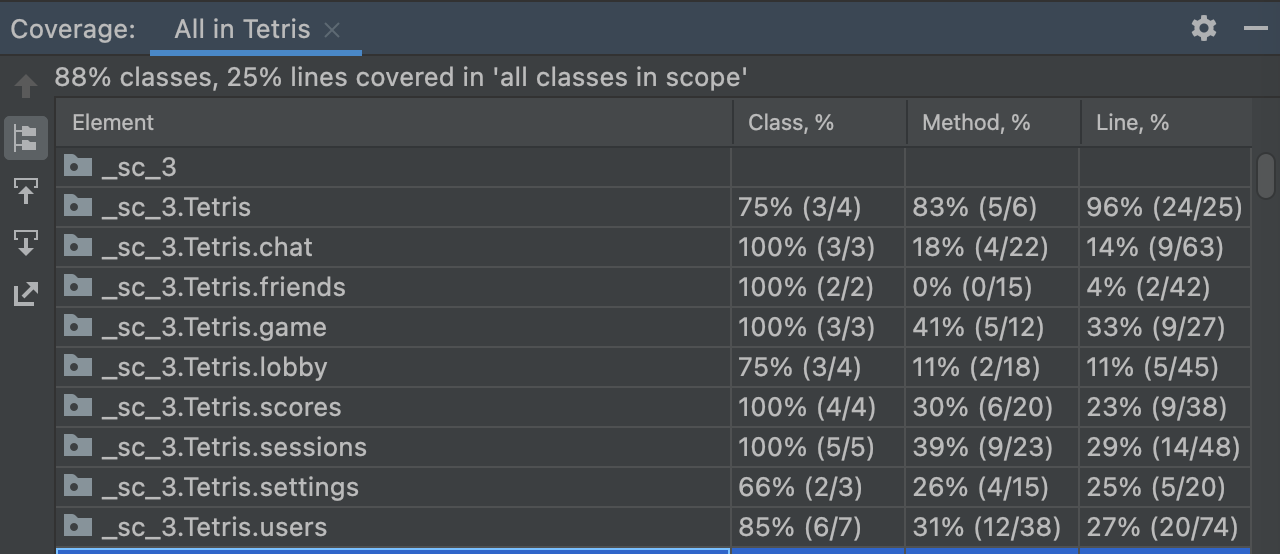 Coverage: All in Tetris
88% classes, 25% lines covered in 'all classes in scope'
Element Class, % Method, % Line, %
_sc_3
_sc_3.Tetris 75% (3/4) 83% (5/6) 96% (24/25)
_sc_3.Tetris.chat 100% (3/3) 18% (4/22) 14% (9/63)
_sc_3.Tetris.friends 100% (2/2) 0% (0/15) 4% (2/42)
_sc_3.Tetris.game 100% (3/3) 41% (5/12) 33% (9/27)
_sc_3.Tetris.lobby 75% (3/4) 11% (2/18) 11% (5/45)
_sc_3.Tetris.scores 100% (4/4) 30% (6/20) 23% (9/38)
_sc_3.Tetris.sessions 100% (5/5) 39% (9/23) 29% (14/48)
_sc_3.Tetris.settings 66% (2/3) 26% (4/15) 25% (5/20)
_sc_3.Tetris.users 85% (6/7) 31% (12/38) 27% (20/74)